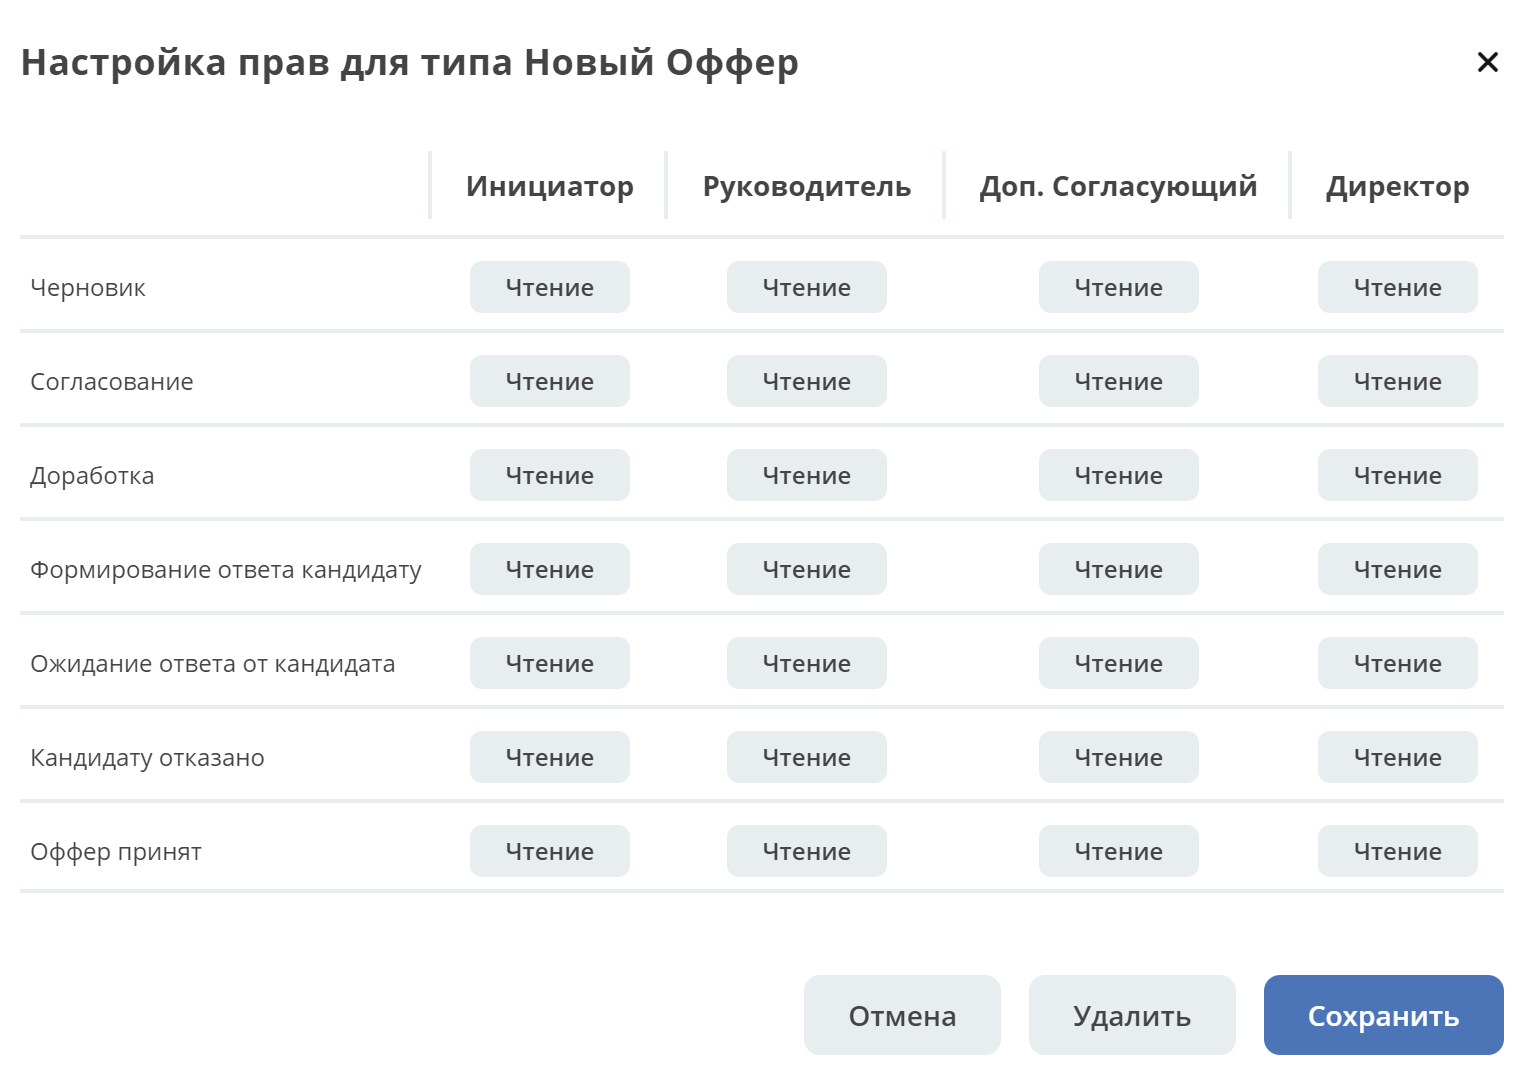 Настройка прав для типа Новый Оффер
Инициатор Руководитель Доп. Согласующий Директор
Черновик Чтение Чтение Чтение Чтение
Согласование Чтение Чтение Чтение Чтение
Доработка Чтение Чтение Чтение Чтение
Формирование ответа кандидату Чтение Чтение Чтение Чтение
Ожидание ответа от кандидата Чтение Чтение Чтение Чтение
Кандидату отказано Чтение Чтение Чтение Чтение
Оффер принят Чтение Чтение Чтение Чтение
Отмена Удалить Сохранить